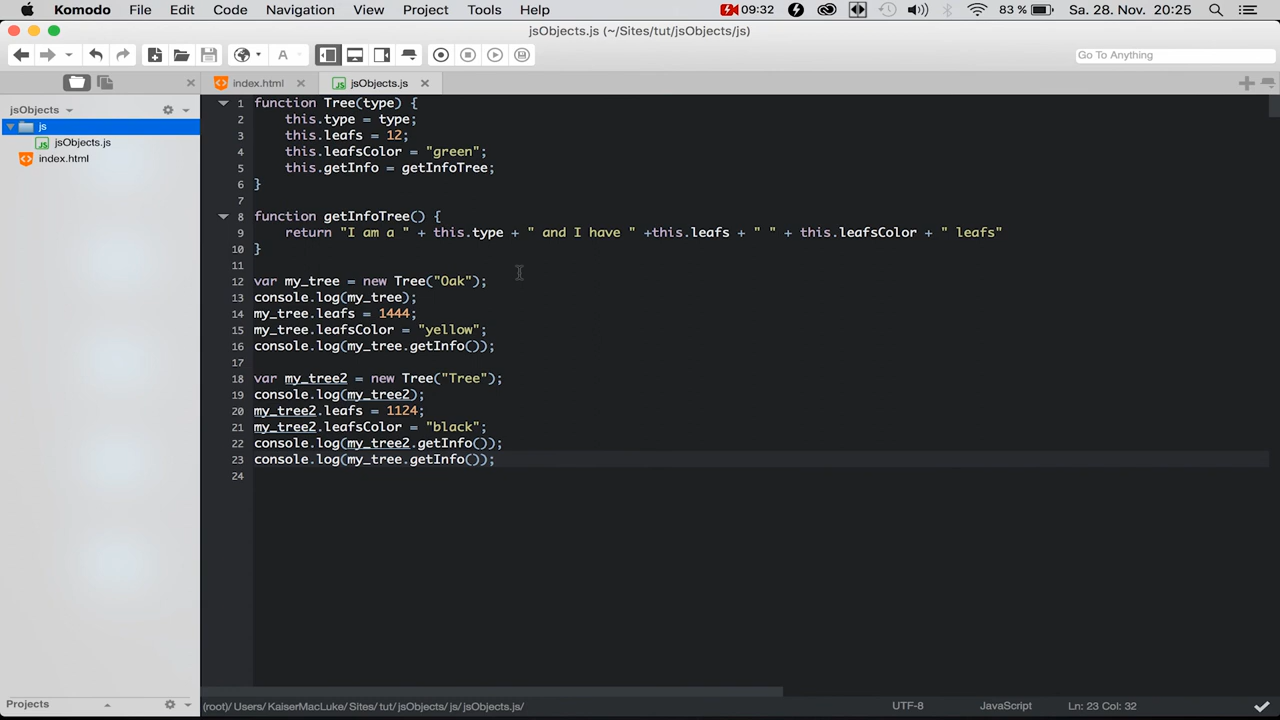 Komodo File Edit Code Navigation View Project Tools Help 09:32 83 % Sa. 28. Nov. 20:25
jsObjects.js (~/Sites/tut/jsObjects/js)
Go To Anything
index.html jsObjects.js
jsObjects
js
jsObjects.js
index.html
1 function Tree(type) {
2 this.type = type;
3 this.leafs = 12;
4 this.leafsColor = "green";
5 this.getInfo = getInfoTree;
6 }
7
8 function getInfoTree() {
9 return "I am a " + this.type + " and I have " +this.leafs + " " + this.leafsColor + " leafs"
10 }
11
12 var my_tree = new Tree("Oak");
13 console.log(my_tree);
14 my_tree.leafs = 1444;
15 my_tree.leafsColor = "yellow";
16 console.log(my_tree.getInfo());
17
18 var my_tree2 = new Tree("Tree");
19 console.log(my_tree2);
20 my_tree2.leafs = 1124;
21 my_tree2.leafsColor = "black";
22 console.log(my_tree2.getInfo());
23 console.log(my_tree.getInfo());
24
Projects
(root)/ Users/ KaiserMacLuke/ Sites/ tut/ jsObjects/ js/ jsObjects.js/ UTF-8 JavaScript Ln: 23 Col: 32